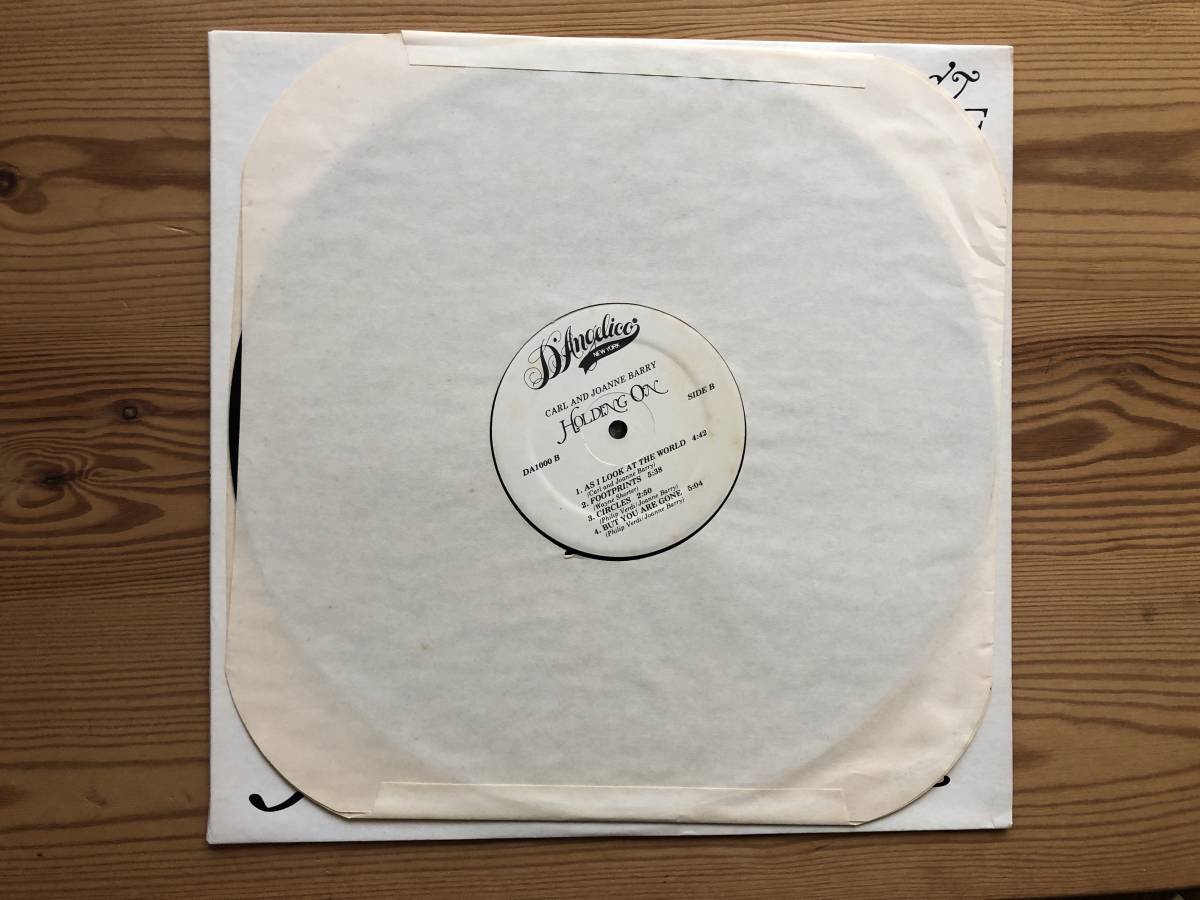 D'Angelico
NEW YORK
CARL AND JOANNE BARRY
HOLDING ON
SIDE B
DA1000 B
1. AS I LOOK AT THE WORLD 4:42
(Carl and Joanne Barry)
2. FOOTPRINTS 5:38
(Wayne Shorter)
3. CIRCLES 2:50
(Philip Verdi/Joanne Barry)
4. BUT YOU ARE GONE 5:04
(Philip Verdi/Joanne Barry)